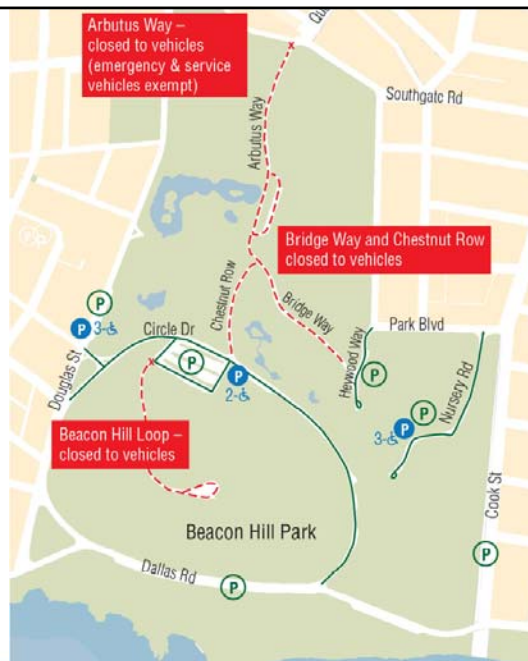 Arbutus Way –
closed to vehicles
(emergency & service
vehicles exempt)
Southgate Rd
Arbutus Way
Bridge Way and Chestnut Row
closed to vehicles
Chestnut Row
Bridge Way
P
P
P
3-
Circle Dr
Park Blvd
Douglas St
P
P
2-
Heywood Way
P
P
P
3-
Nursery Rd
Beacon Hill Loop –
closed to vehicles
Cook St
Beacon Hill Park
P
Dallas Rd
P